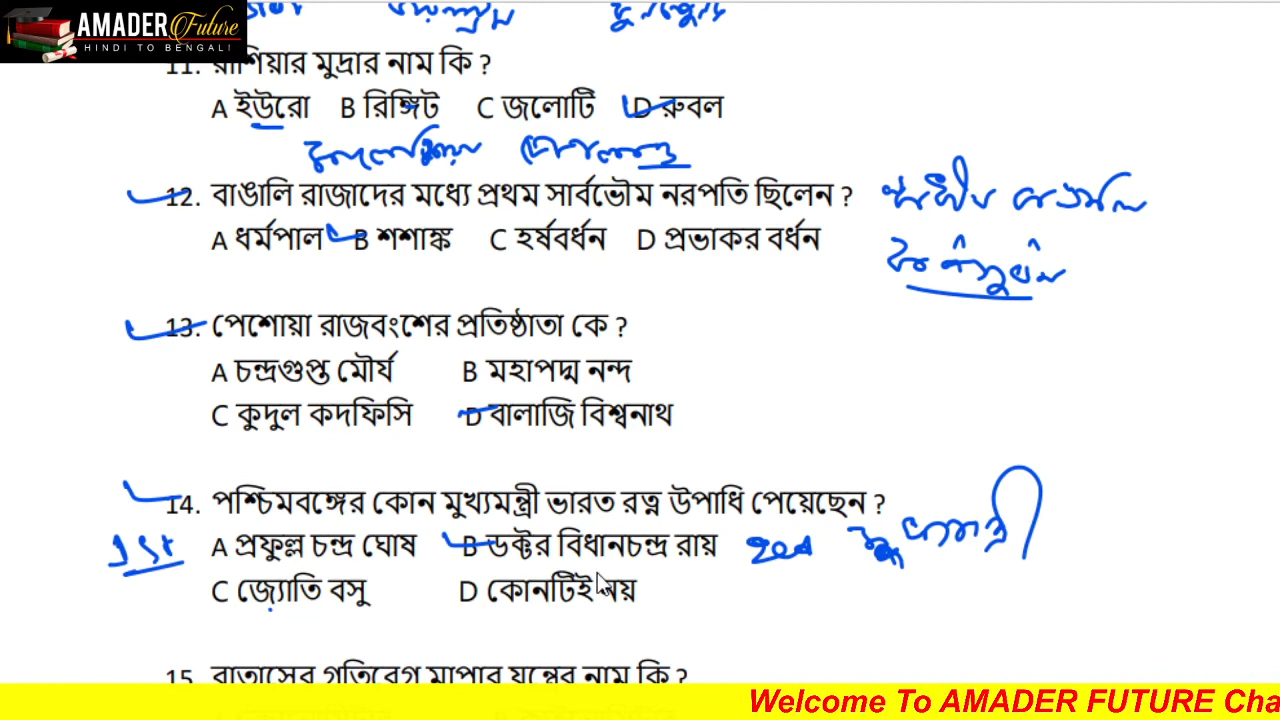 AMADER Future
HINDI TO BENGALI
11. রাশিয়ার মুদ্রার নাম কি ?
A ইউরো B রিঙ্গিট C জলোটি D রুবল
12. বাঙালি রাজাদের মধ্যে প্রথম সার্বভৌম নরপতি ছিলেন ?
A ধর্মপাল B শশাঙ্ক C হর্ষবর্ধন D প্রভাকর বর্ধন
13. পেশোয়া রাজবংশের প্রতিষ্ঠাতা কে ?
A চন্দ্রগুপ্ত মৌর্য B মহাপদ্ম নন্দ
C কুদুল কদফিসি D বালাজি বিশ্বনাথ
14. পশ্চিমবঙ্গের কোন মুখ্যমন্ত্রী ভারত রত্ন উপাধি পেয়েছেন ?
1st A প্রফুল্ল চন্দ্র ঘোষ B ডক্টর বিধানচন্দ্র রায়
C জ্যোতি বসু D কোনটিই নয়
15. বাতাসের গতিবেগ মাপার যন্ত্রের নাম কি ?
Welcome To AMADER FUTURE Cha